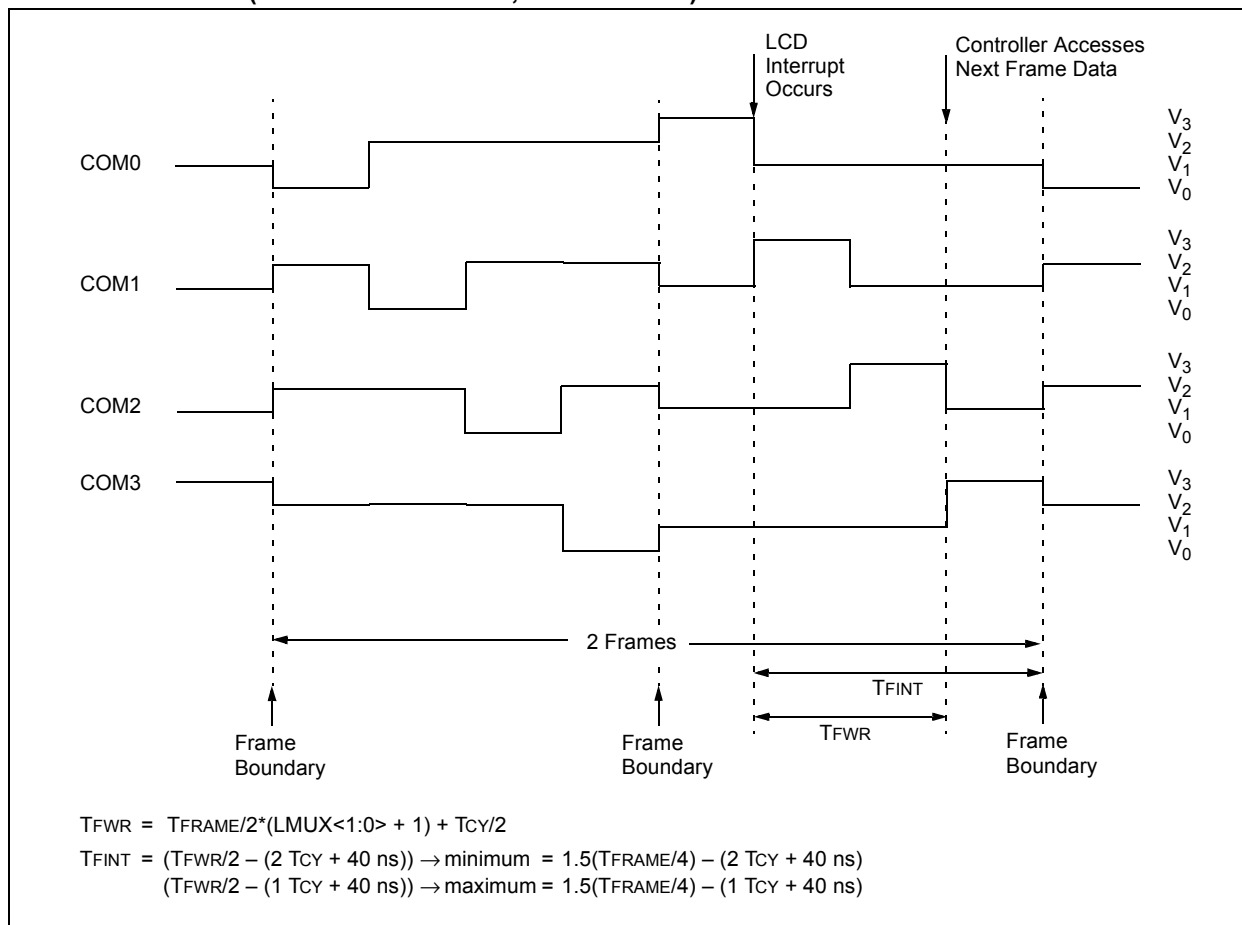 LCD
Interrupt
Occurs
Controller Accesses
Next Frame Data
COM0
V3
V2
V1
V0
COM1
V3
V2
V1
V0
COM2
V3
V2
V1
V0
COM3
V3
V2
V1
V0
2 Frames
TFINT
TFWR
Frame
Boundary
Frame
Boundary
Frame
Boundary
TFWR = TFRAME/2*(LMUX<1:0> + 1) + TCY/2
TFINT = (TFWR/2 – (2 TCY + 40 ns)) → minimum = 1.5(TFRAME/4) – (2 TCY + 40 ns)
(TFWR/2 – (1 TCY + 40 ns)) → maximum = 1.5(TFRAME/4) – (1 TCY + 40 ns)